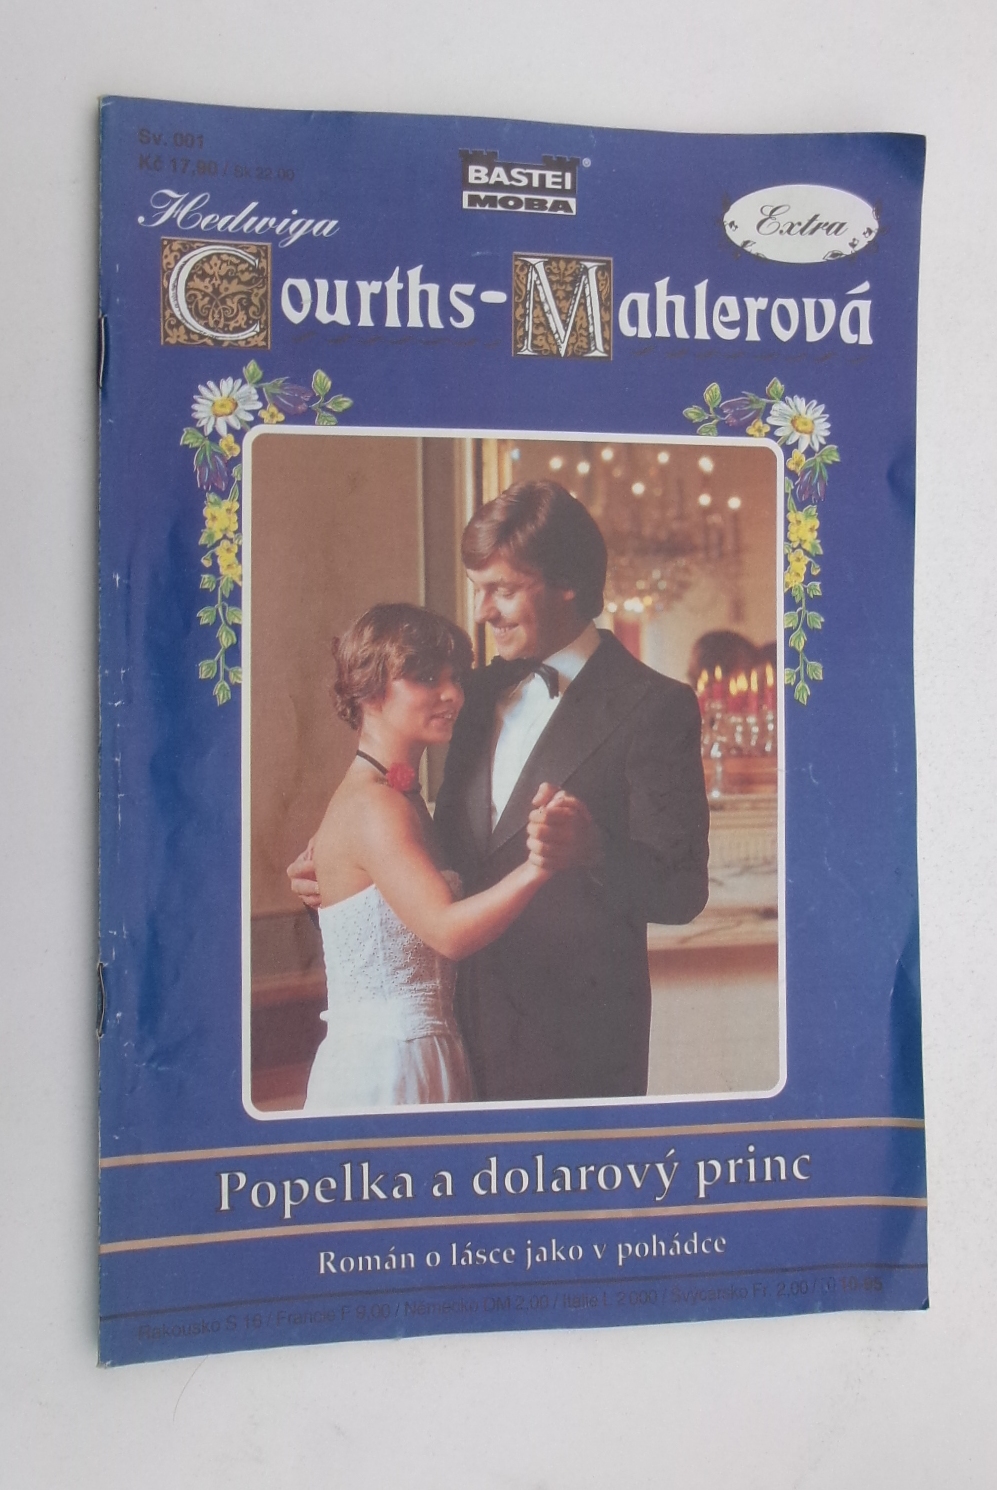 Sv. 001
Kč 17,90 / Sk 22,00
BASTEI ®
MOBA
Hedwiga
Extra
Courths-Mahlerová
Popelka a dolarový princ
Román o lásce jako v pohádce
Rakousko S 16 / Francie F 9,00 / Německo DM 2,00 / Itálie L 2 000 / Švýcarsko Fr. 2,00 /